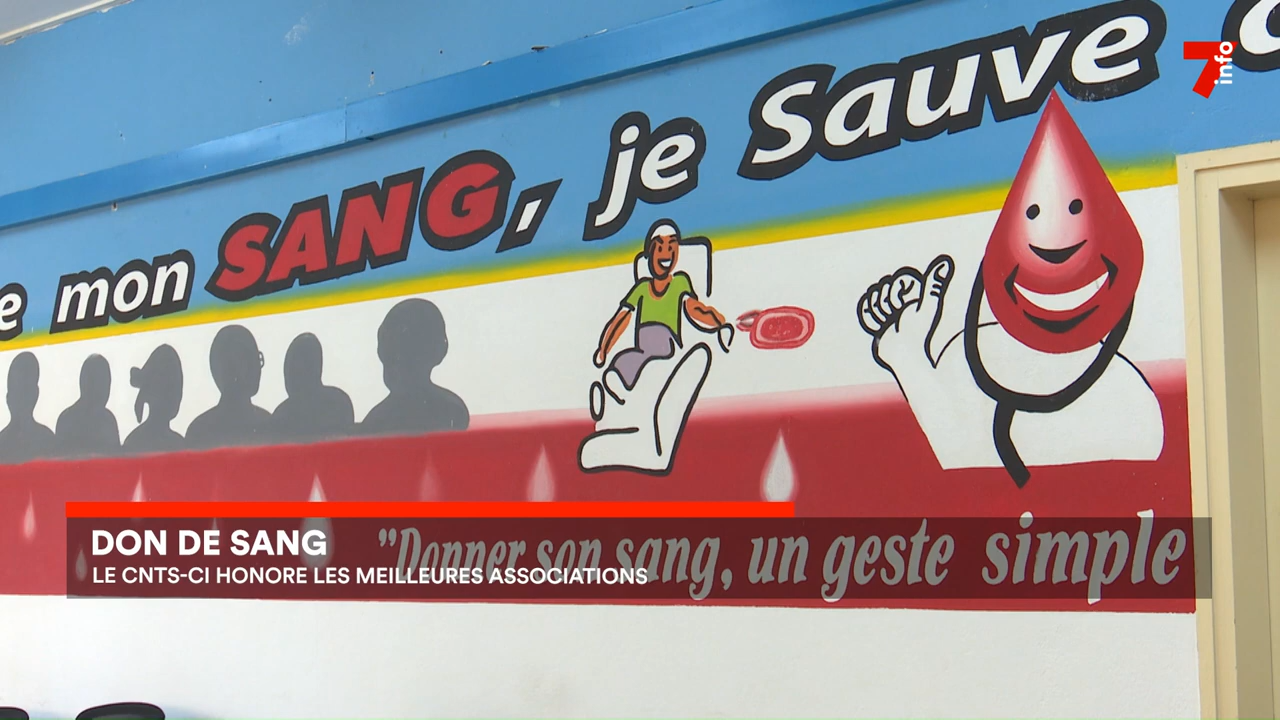 7
info
mon SANG, je Sauve
DON DE SANG
LE CNTS-CI HONORE LES MEILLEURES ASSOCIATIONS
"Donner son sang, un geste simple